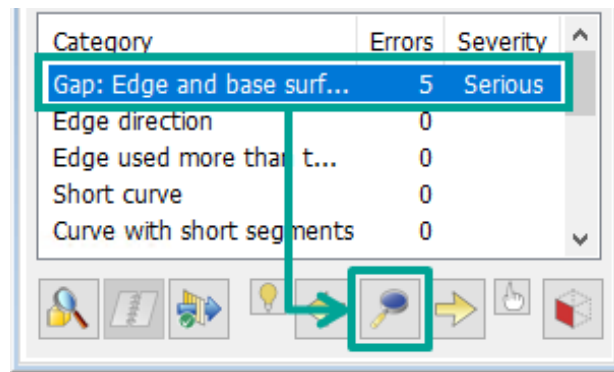 Category Errors Severity
Gap: Edge and base surf... 5 Serious
Edge direction 0
Edge used more than t... 0
Short curve 0
Curve with short segments 0